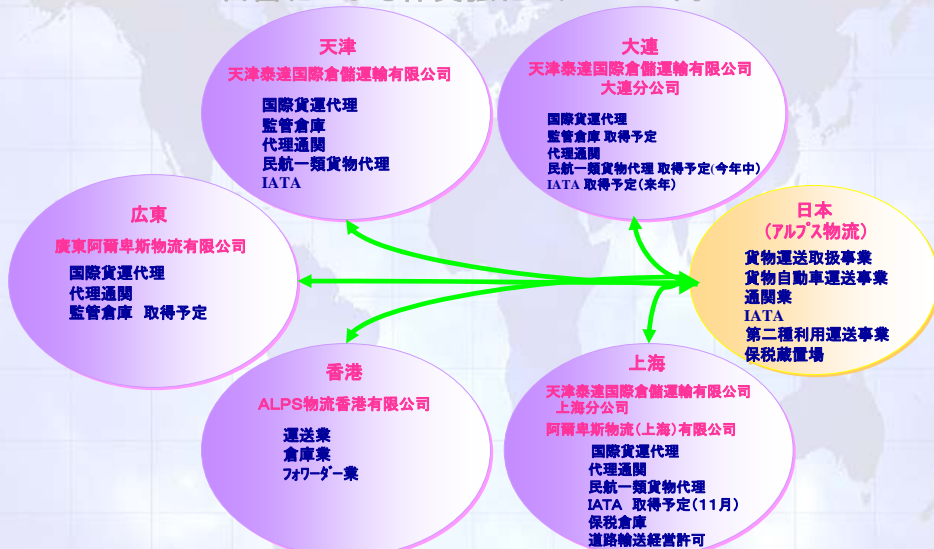 天津
天津泰達国際倉儲運輸有限公司
国際貨運代理
監管倉庫
代理通関
民航一類貨物代理
IATA
大連
天津泰達国際倉儲運輸有限公司
大連分公司
国際貨運代理
監管倉庫 取得予定
代理通関
民航一類貨物代理 取得予定(今年中)
IATA 取得予定(来年)
広東
廣東阿爾卑斯物流有限公司
国際貨運代理
代理通関
監管倉庫 取得予定
日本
(ｱﾙﾌﾟｽ物流)
貨物運送取扱事業
貨物自動車運送事業
通関業
IATA
第二種利用運送事業
保税蔵置場
香港
ALPS物流香港有限公司
運送業
倉庫業
ﾌｫﾜｰﾀﾞｰ業
上海
天津泰達国際倉儲運輸有限公司
上海分公司
阿爾卑斯物流(上海)有限公司
国際貨運代理
代理通関
民航一類貨物代理
IATA 取得予定(11月)
保税倉庫
道路輸送経営許可